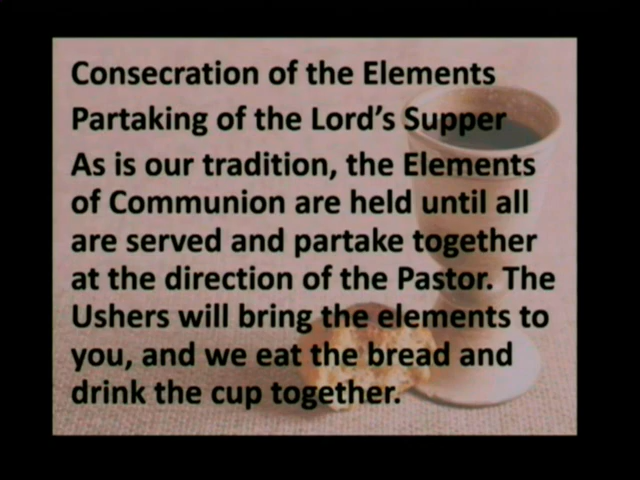 Consecration of the Elements
Partaking of the Lord's Supper
As is our tradition, the Elements
of Communion are held until all
are served and partake together
at the direction of the Pastor. The
Ushers will bring the elements to
you, and we eat the bread and
drink the cup together.